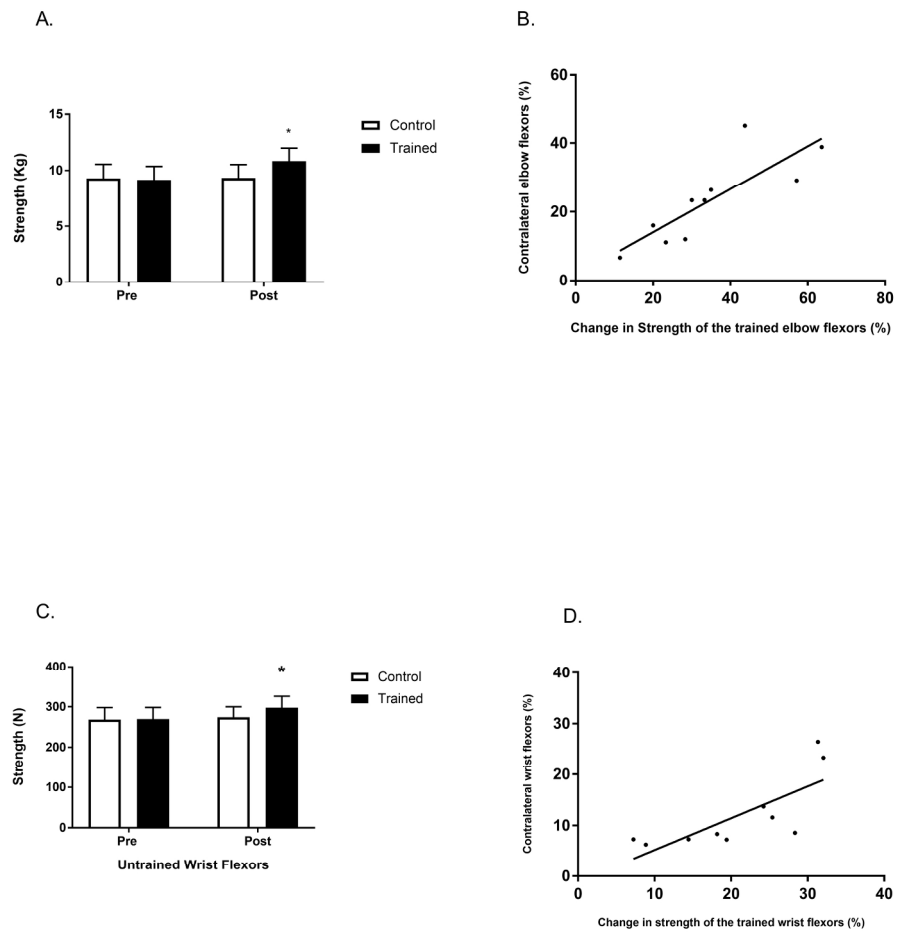 A.
Strength (Kg)
15
10
5
0
*
Pre
Post
Control
Trained
B.
Contralateral elbow flexors (%)
60
40
20
0
0
20
40
60
80
Change in Strength of the trained elbow flexors (%)
C.
Strength (N)
400
300
200
100
0
*
Pre
Post
Untrained Wrist Flexors
Control
Trained
D.
Contralateral wrist flexors (%)
40
30
20
10
0
0
10
20
30
40
Change in strength of the trained wrist flexors (%)